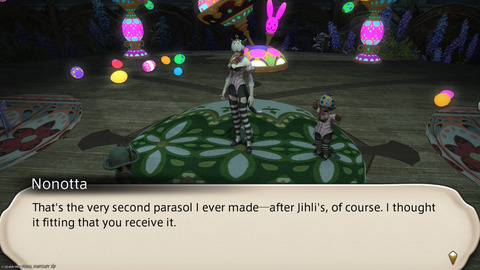 Nonotta
That's the very second parasol I ever made—after Jihli's, of course. I thought
it fitting that you receive it.